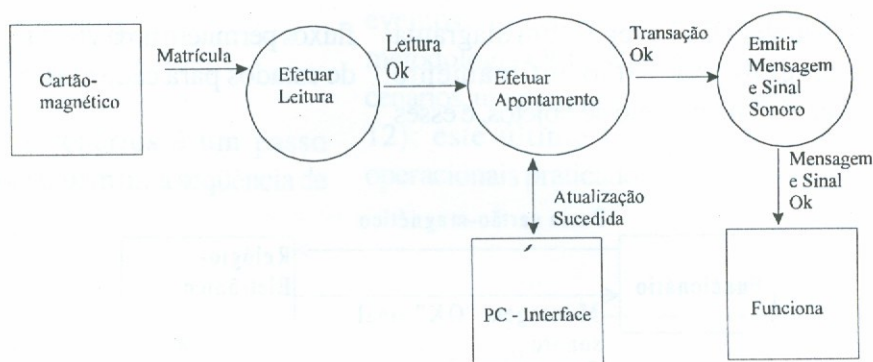 Cartão-
magnético
Matrícula
Efetuar
Leitura
Leitura
Ok
Efetuar
Apontamento
Transação
Ok
Emitir
Mensagem
e Sinal
Sonoro
Atualização
Sucedida
Mensagem
e Sinal
Ok
PC - Interface
Funciona